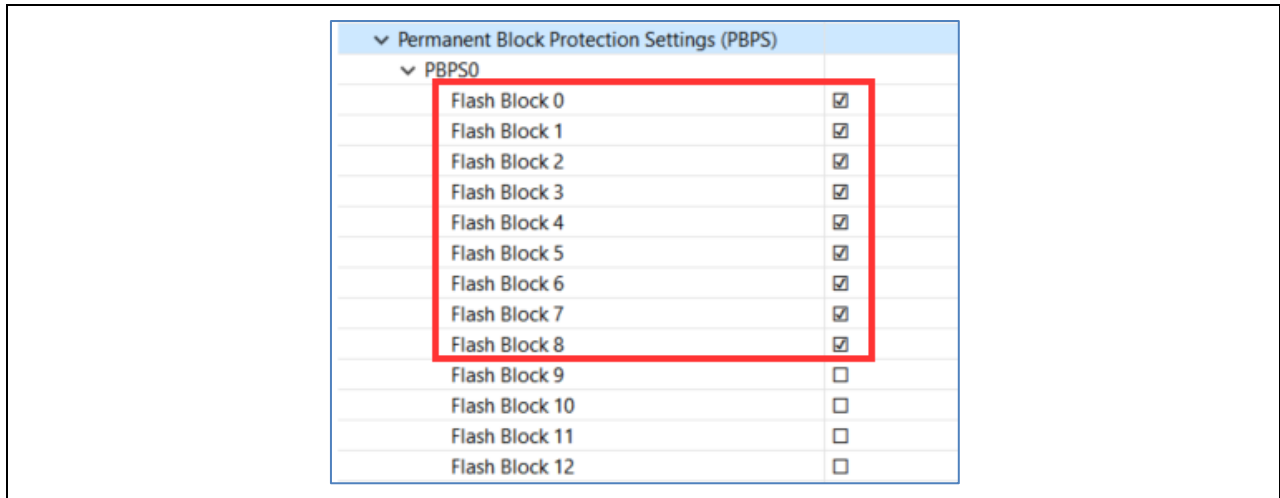 Permanent Block Protection Settings (PBPS)
PBPS0
Flash Block 0
Flash Block 1
Flash Block 2
Flash Block 3
Flash Block 4
Flash Block 5
Flash Block 6
Flash Block 7
Flash Block 8
Flash Block 9
Flash Block 10
Flash Block 11
Flash Block 12